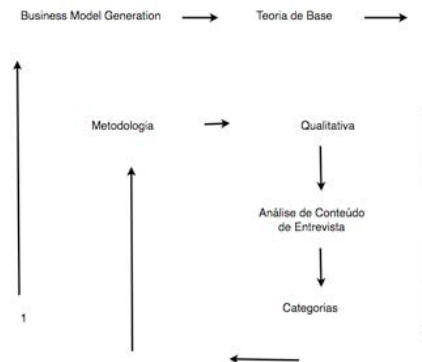 Business Model Generation
Teoria de Base
Metodologia
Qualitativa
Análise de Conteúdo
de Entrevista
Categorias
1